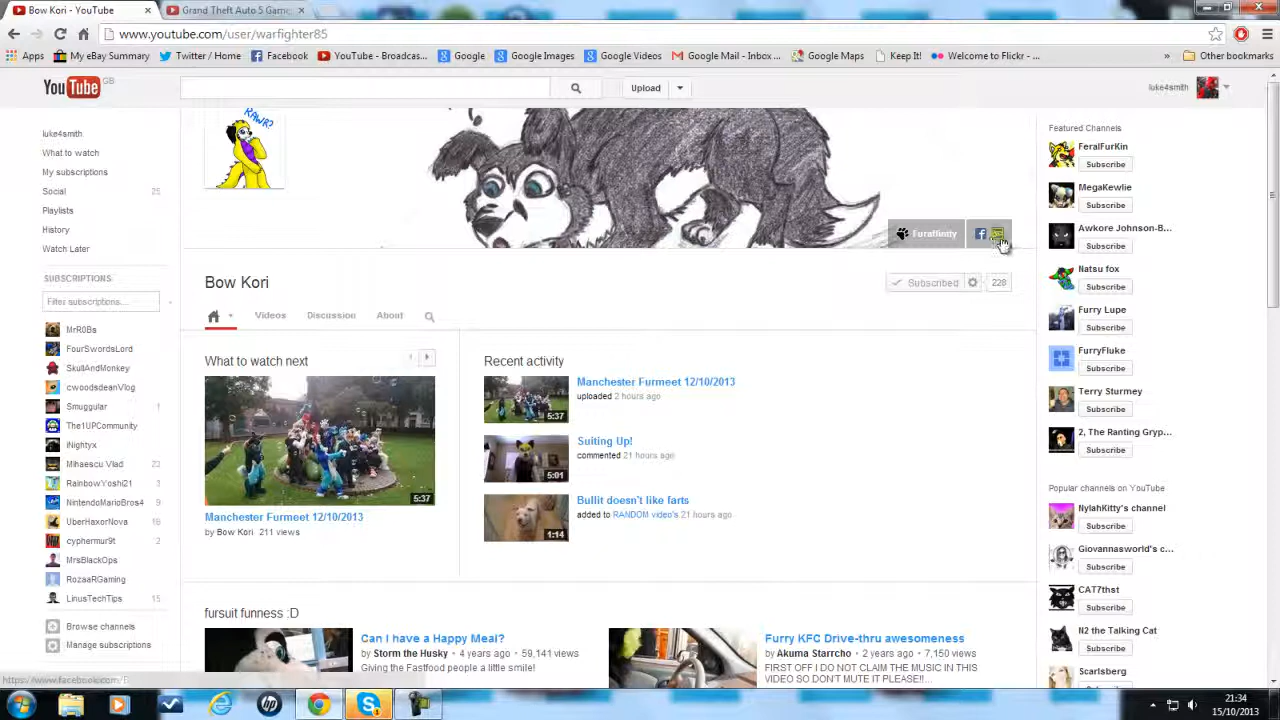 Bow Kori - YouTube
Grand Theft Auto 5 Game
www.youtube.com/user/warfighter85
Apps
My eBay Summary
Twitter / Home
Facebook
YouTube - Broadcas...
Google
Google Images
Google Videos
Google Mail - Inbox ...
Google Maps
Keep It!
Welcome to Flickr -...
»
Other bookmarks
YouTube GB
Upload
luke4smith
luke4smith
What to watch
My subscriptions
Social 25
Playlists
History
Watch Later
SUBSCRIPTIONS
Filter subscriptions...
MrR0Bs
FourSwordsLord
SkullAndMonkey
cwoodsdeanVlog
Smuggular 1
The1UPCommunity
iNightyx
Mihaescu Vlad 23
RainbowYoshi21 1
NintendoMarioBros4 9
UberHaxorNova 16
cyphermur9t 2
MrsBlackOps
RozaaRGaming
LinusTechTips 15
Browse channels
Manage subscriptions
RAWR?
Furaffinity
Bow Kori
Subscribed 228
Videos Discussion About
What to watch next
5:37
Manchester Furmeet 12/10/2013
by Bow Kori 211 views
Recent activity
5:37
Manchester Furmeet 12/10/2013
uploaded 2 hours ago
5:01
Suiting Up!
commented 21 hours ago
1:14
Bullit doesn't like farts
added to RANDOM video's 21 hours ago
fursuit funness :D
Can I have a Happy Meal?
by Storm the Husky • 4 years ago • 59,141 views
Giving the Fastfood people a little smile!
Furry KFC Drive-thru awesomeness
by Akuma Starrcho • 2 years ago • 7,150 views
FIRST OFF I DO NOT CLAIM THE MUSIC IN THIS
VIDEO SO DON'T MUTE IT PLEASE!!...
Featured Channels
FeralFurKin
Subscribe
MegaKewlie
Subscribe
Awkore Johnson-B...
Subscribe
Natsu fox
Subscribe
Furry Lupe
Subscribe
FurryFluke
Subscribe
Terry Sturmey
Subscribe
2, The Ranting Gryp...
Subscribe
Popular channels on YouTube
NylahKitty's channel
Subscribe
Giovannasworld's c...
Subscribe
CAT7thst
Subscribe
N2 the Talking Cat
Subscribe
Scarlsberg
https://www.facebook.com/B
21:34
15/10/2013